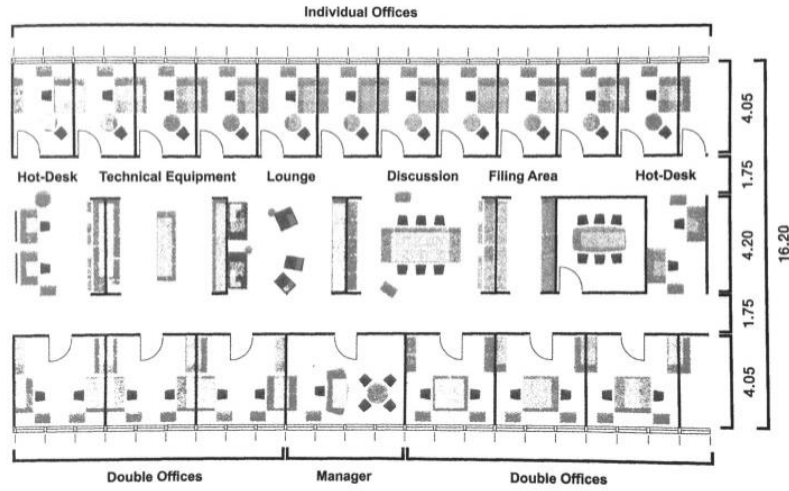 Individual Offices
4.05
Hot-Desk Technical Equipment Lounge Discussion Filing Area Hot-Desk
1.75
4.20
16.20
1.75
4.05
Double Offices Manager Double Offices